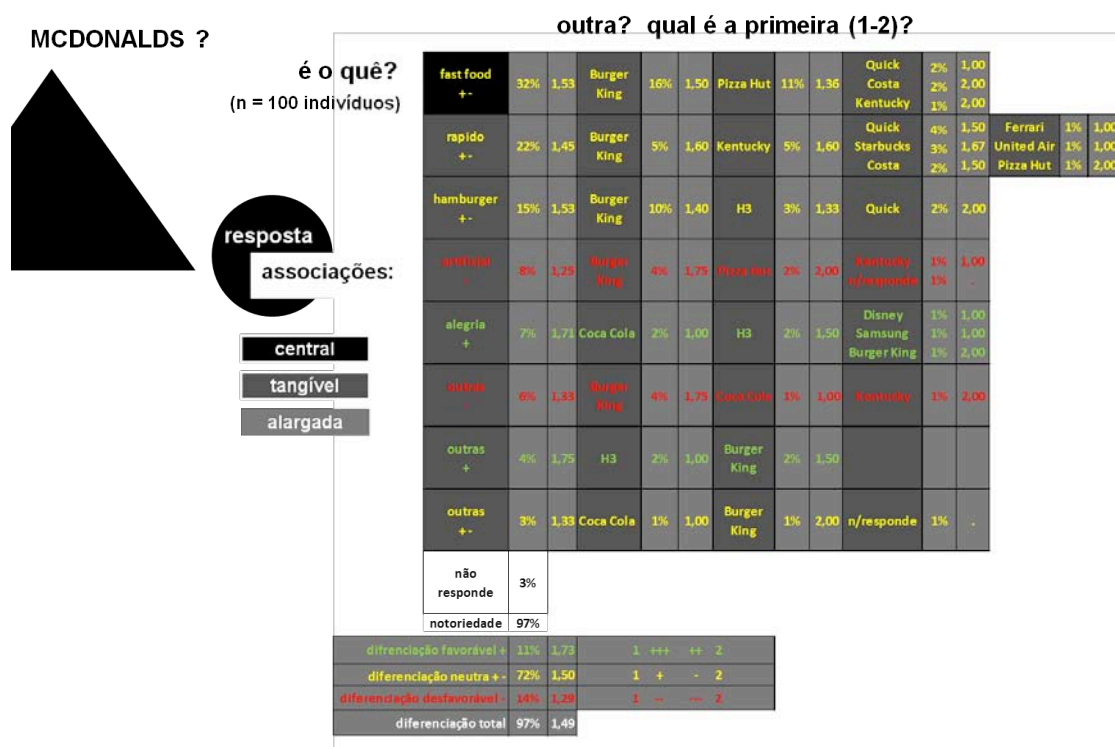 outra? qual é a primeira (1-2)?
MCDONALDS ?
é o quê?
(n = 100 indivíduos)
fast food
+-
32% 1,53 Burger King 16% 1,50 Pizza Hut 11% 1,36
Quick 2% 1,00
Costa 2% 2,00
Kentucky 1% 2,00
rapido
+-
22% 1,45 Burger King 5% 1,60 Kentucky 5% 1,60
Quick 4% 1,50 Ferrari 1% 1,00
Starbucks 3% 1,67 United Air 1% 1,00
Costa 2% 1,50 Pizza Hut 1% 2,00
hamburger
+-
15% 1,53 Burger King 10% 1,40 H3 3% 1,33 Quick 2% 2,00
resposta
associações:
artificial
-
8% 1,25 Burger King 4% 1,75 Pizza Hut 2% 2,00
Kentucky 1% 1,00
n/responde 1% .
alegria
+
7% 1,71 Coca Cola 2% 1,00 H3 2% 1,50
Disney 1% 1,00
Samsung 1% 1,00
Burger King 1% 2,00
central
tangível
alargada
outras
-
6% 1,33 Burger King 4% 1,75 Coca Cola 1% 1,00 Kentucky 1% 2,00
outras
+
4% 1,75 H3 2% 1,00 Burger King 2% 1,50
outras
+-
3% 1,33 Coca Cola 1% 1,00 Burger King 1% 2,00 n/responde 1% .
não responde 3%
notoriedade 97%
difrenciação favorável + 11% 1,73 1 +++ ++ 2
diferenciação neutra +- 72% 1,50 1 + - 2
diferenciação desfavorável - 14% 1,29 1 -- --- 2
diferenciação total 97% 1,49